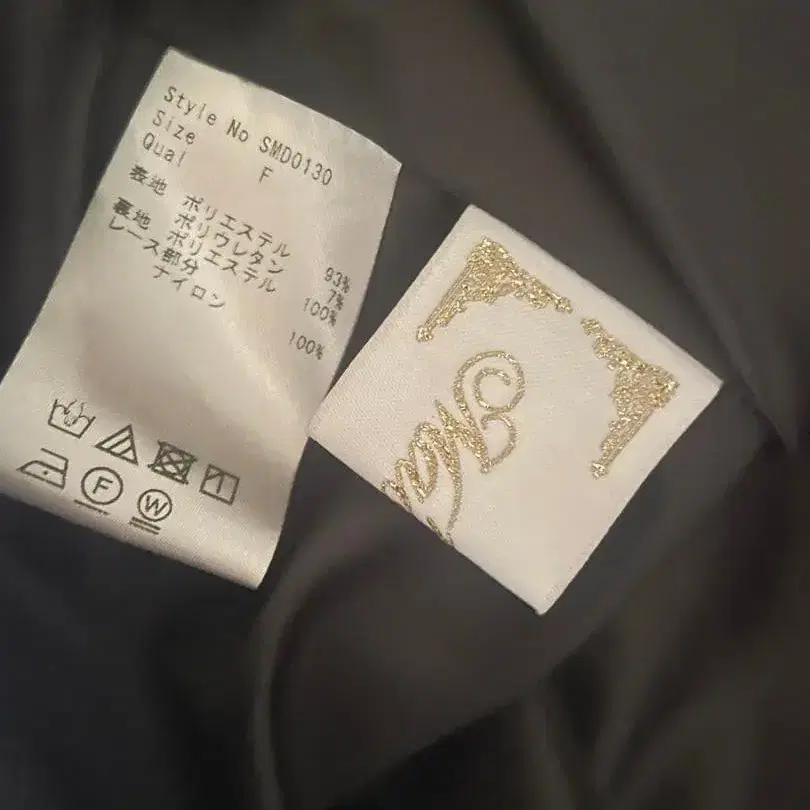 Style No SMD0130
Size F
Qual
表地 ポリエステル 93%
ポリウレタン 7%
裏地 ポリエステル 100%
レース部分
ナイロン 100%
F W